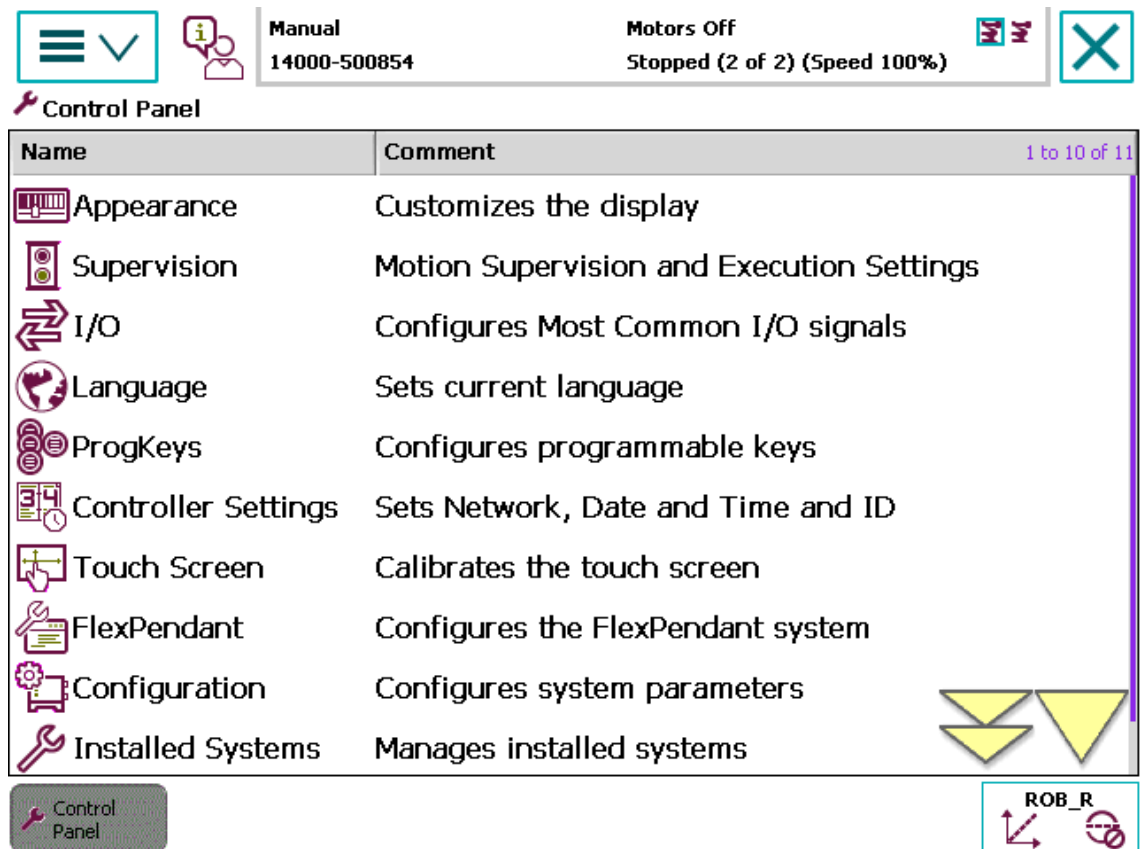 Manual Motors Off
14000-500854 Stopped (2 of 2) (Speed 100%)
Control Panel
Name Comment 1 to 10 of 11
Appearance Customizes the display
Supervision Motion Supervision and Execution Settings
I/O Configures Most Common I/O signals
Language Sets current language
ProgKeys Configures programmable keys
Controller Settings Sets Network, Date and Time and ID
Touch Screen Calibrates the touch screen
FlexPendant Configures the FlexPendant system
Configuration Configures system parameters
Installed Systems Manages installed systems
Control
Panel
ROB_R